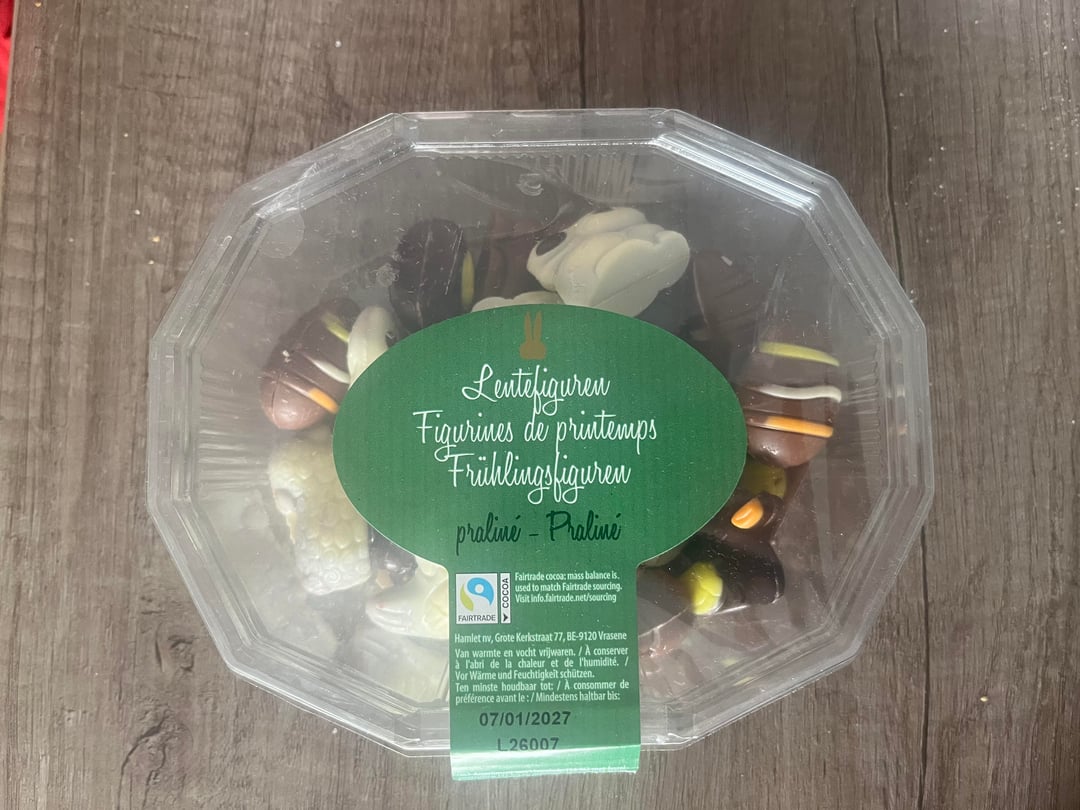 Lentefiguren
Figurines de printemps
Frühlingsfiguren
praliné - Praliné
FAIRTRADE
COCOA
Fairtrade cocoa: mass balance is
used to match Fairtrade sourcing.
Visit info.fairtrade.net/sourcing
Hamlet nv, Grote Kerkstraat 77, BE-9120 Vrasene
Van warmte en vocht vrijwaren. / À conserver
à l'abri de la chaleur et de l'humidité. /
Vor Wärme und Feuchtigkeit schützen.
Ten minste houdbaar tot: / À consommer de
préférence avant le : / Mindestens haltbar bis:
07/01/2027
L26007